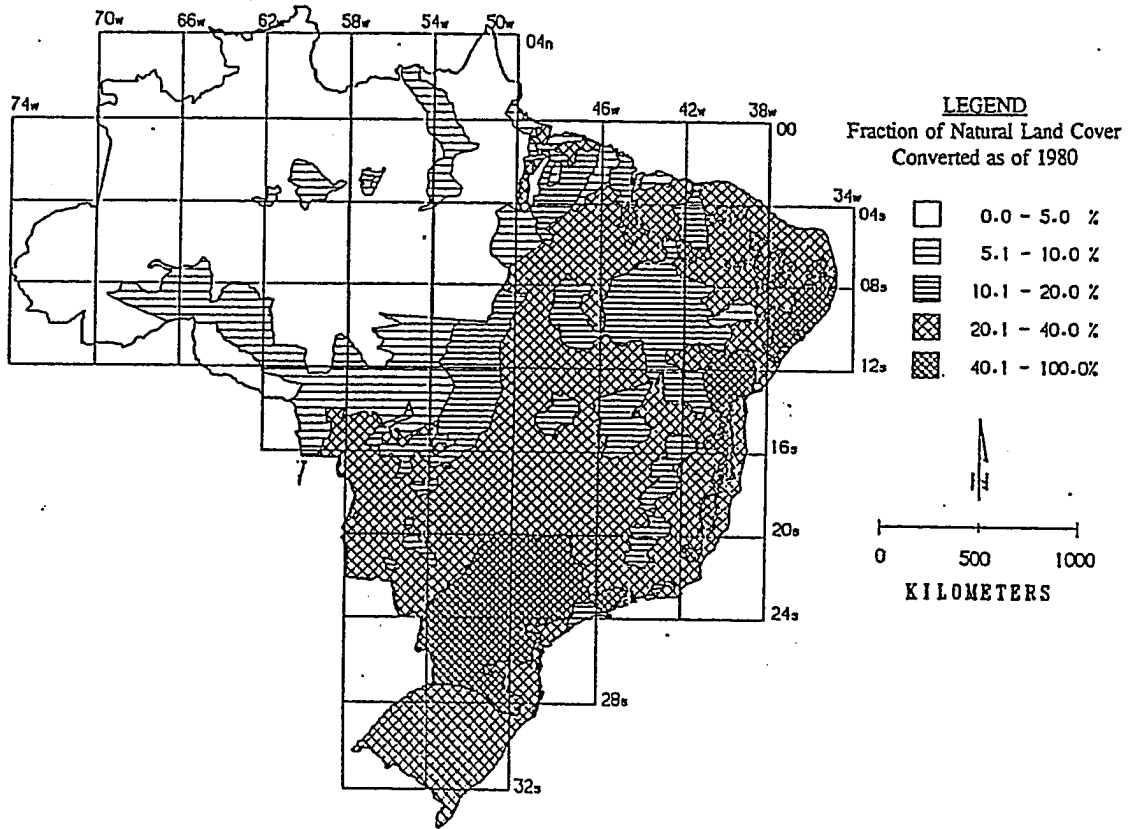 70w 66w 62w 58w 54w 50w
04n
74w
46w 42w 38w
00
34w
04s
08s
12s
16s
20s
24s
28s
32s
LEGEND
Fraction of Natural Land Cover
Converted as of 1980
0.0 - 5.0 %
5.1 - 10.0 %
10.1 - 20.0 %
20.1 - 40.0 %
40.1 - 100.0%
N
0 500 1000
KILOMETERS